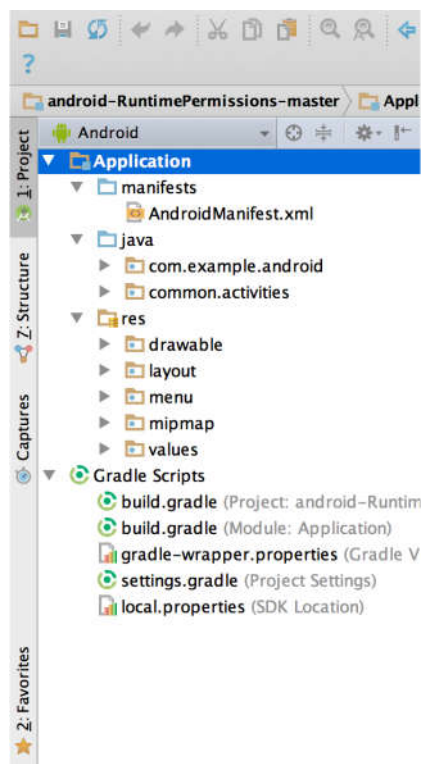 ?
android-RuntimePermissions-master
Appl
Android
Application
manifests
AndroidManifest.xml
java
com.example.android
common.activities
res
drawable
layout
menu
mipmap
values
Gradle Scripts
build.gradle (Project: android-Runtim
build.gradle (Module: Application)
gradle-wrapper.properties (Gradle V
settings.gradle (Project Settings)
local.properties (SDK Location)
1: Project
7: Structure
Captures
2: Favorites